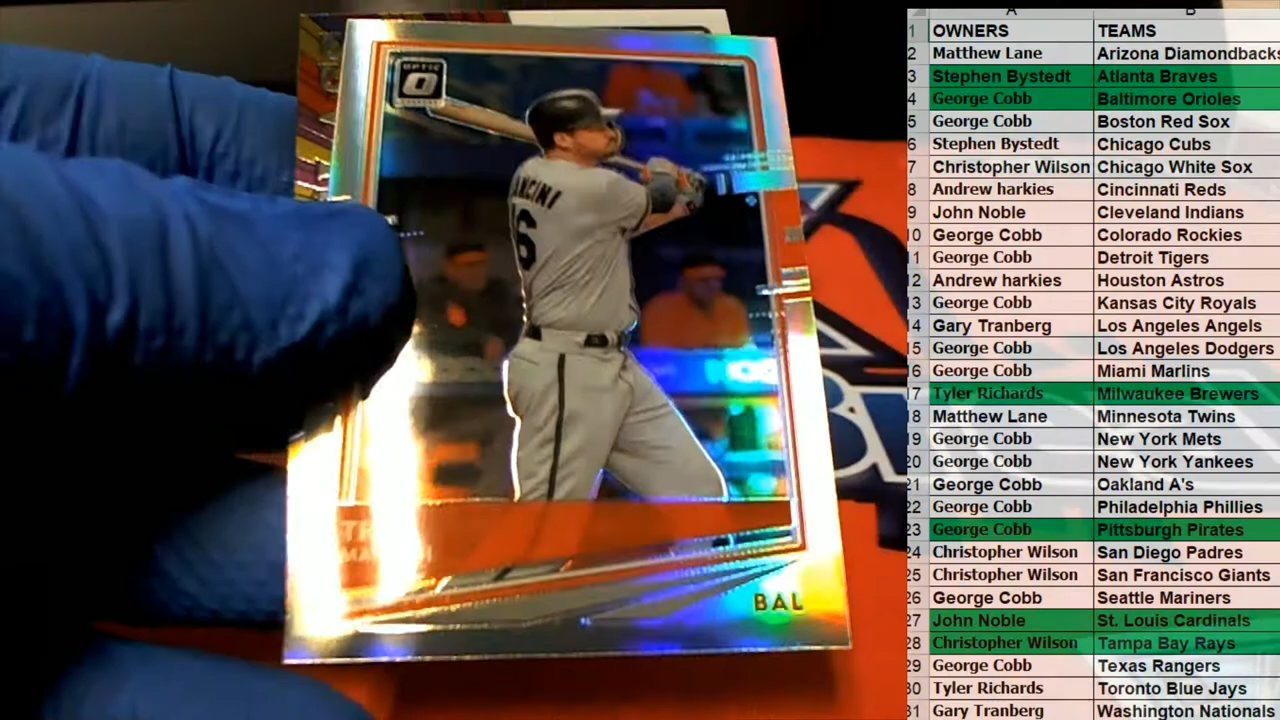 OPTIC
O
ANCINI
16
TR
BAL
A B
1 OWNERS TEAMS
2 Matthew Lane Arizona Diamondbacks
3 Stephen Bystedt Atlanta Braves
4 George Cobb Baltimore Orioles
5 George Cobb Boston Red Sox
6 Stephen Bystedt Chicago Cubs
7 Christopher Wilson Chicago White Sox
8 Andrew harkies Cincinnati Reds
9 John Noble Cleveland Indians
10 George Cobb Colorado Rockies
11 George Cobb Detroit Tigers
12 Andrew harkies Houston Astros
13 George Cobb Kansas City Royals
14 Gary Tranberg Los Angeles Angels
15 George Cobb Los Angeles Dodgers
16 George Cobb Miami Marlins
17 Tyler Richards Milwaukee Brewers
18 Matthew Lane Minnesota Twins
19 George Cobb New York Mets
20 George Cobb New York Yankees
21 George Cobb Oakland A's
22 George Cobb Philadelphia Phillies
23 George Cobb Pittsburgh Pirates
24 Christopher Wilson San Diego Padres
25 Christopher Wilson San Francisco Giants
26 George Cobb Seattle Mariners
27 John Noble St. Louis Cardinals
28 Christopher Wilson Tampa Bay Rays
29 George Cobb Texas Rangers
30 Tyler Richards Toronto Blue Jays
31 Gary Tranberg Washington Nationals